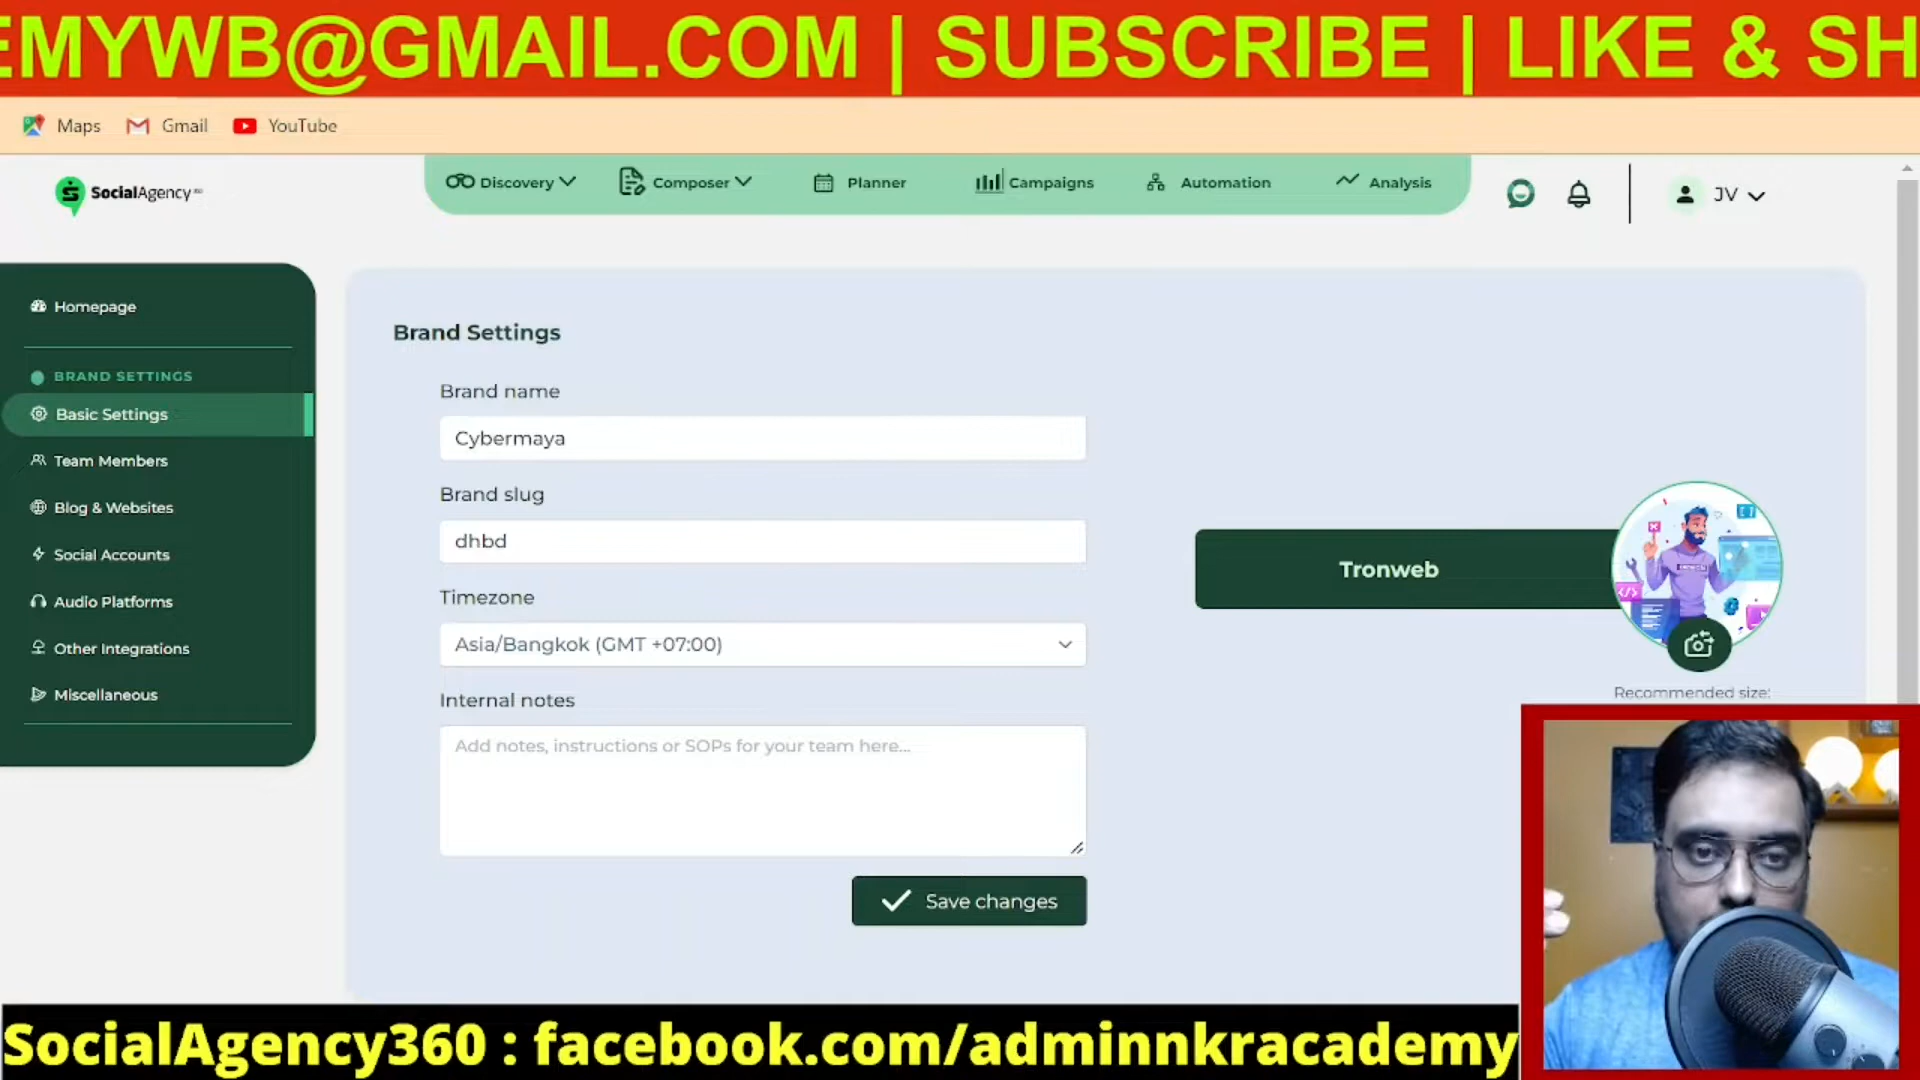 EMYWB@GMAIL.COM | SUBSCRIBE | LIKE & SH
Maps Gmail YouTube
SocialAgency
Discovery Composer Planner Campaigns Automation Analysis
JV
Homepage
BRAND SETTINGS
Basic Settings
Team Members
Blog & Websites
Social Accounts
Audio Platforms
Other Integrations
Miscellaneous
Brand Settings
Brand name
Cybermaya
Brand slug
dhbd
Timezone
Asia/Bangkok (GMT +07:00)
Internal notes
Add notes, instructions or SOPs for your team here...
Save changes
Tronweb
Recommended size:
SocialAgency360 : facebook.com/adminnkracademy